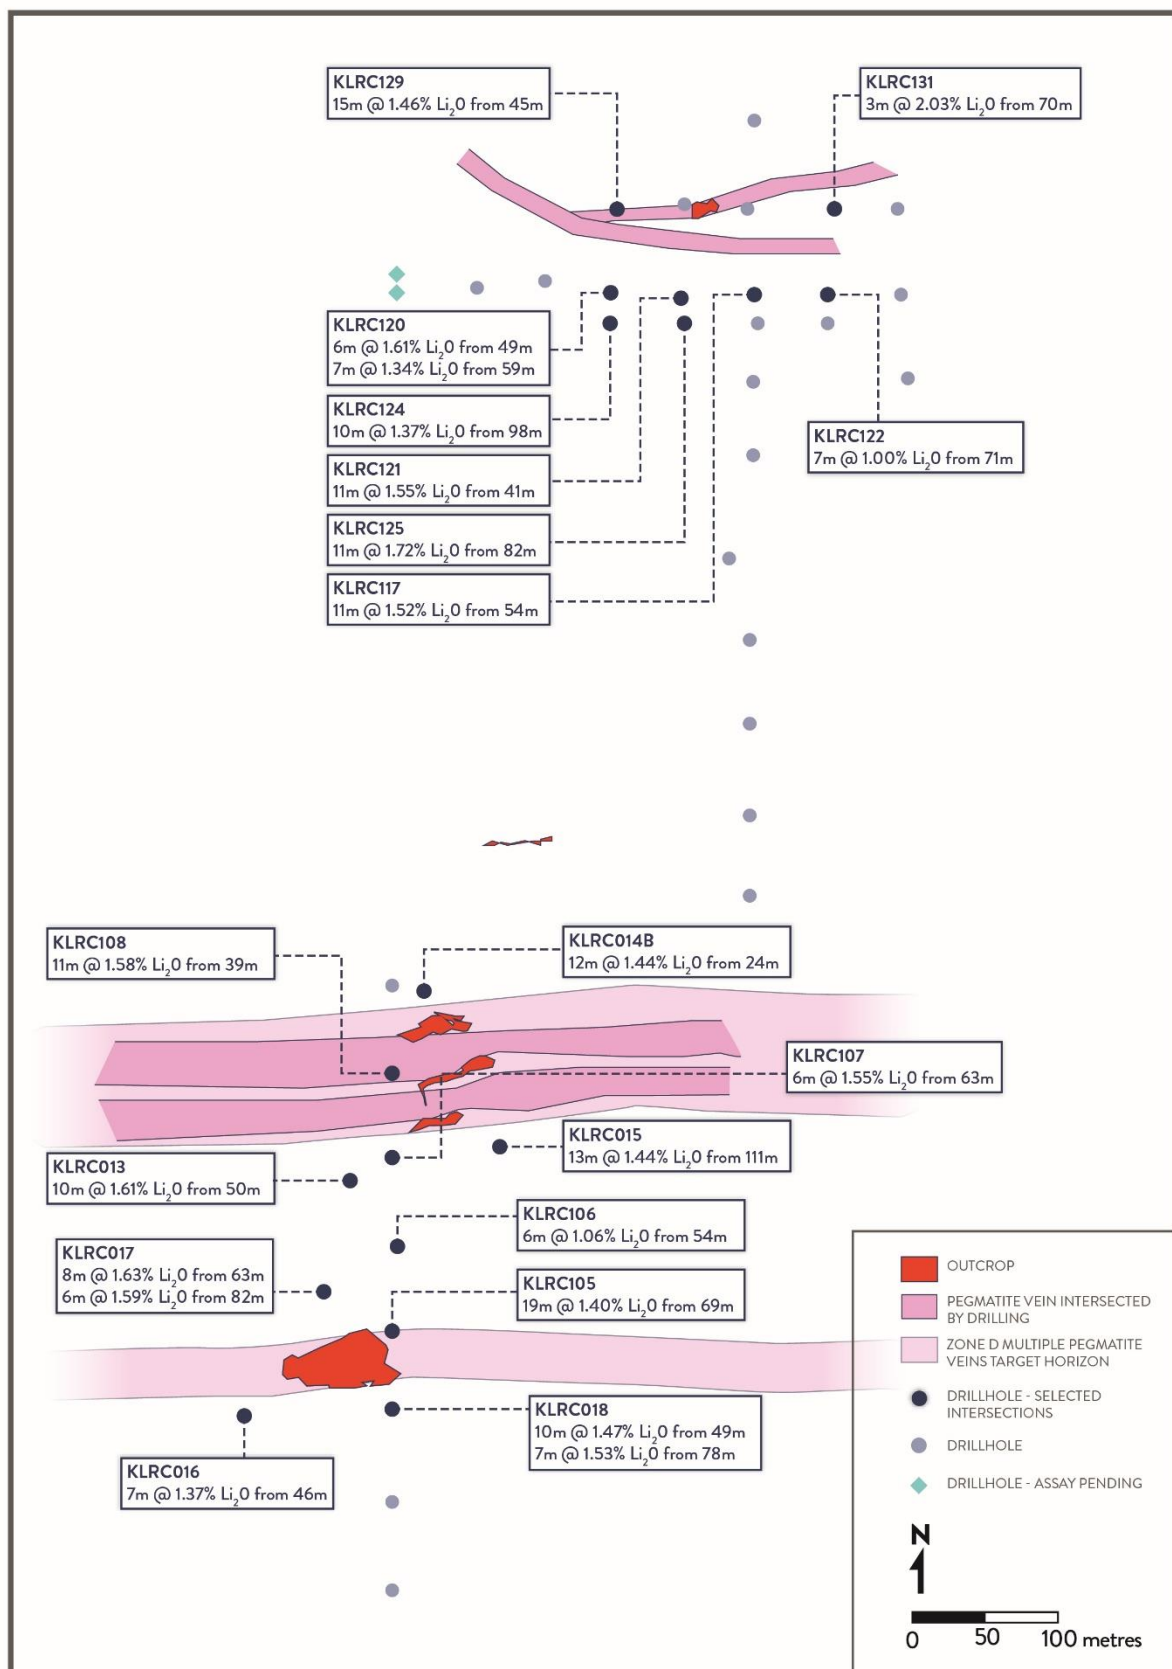 KLRC129
15m @ 1.46% Li₂O from 45m
KLRC131
3m @ 2.03% Li₂O from 70m
KLRC120
6m @ 1.61% Li₂O from 49m
7m @ 1.34% Li₂O from 59m
KLRC124
10m @ 1.37% Li₂O from 98m
KLRC121
11m @ 1.55% Li₂O from 41m
KLRC125
11m @ 1.72% Li₂O from 82m
KLRC117
11m @ 1.52% Li₂O from 54m
KLRC122
7m @ 1.00% Li₂O from 71m
KLRC108
11m @ 1.58% Li₂O from 39m
KLRC014B
12m @ 1.44% Li₂O from 24m
KLRC107
6m @ 1.55% Li₂O from 63m
KLRC013
10m @ 1.61% Li₂O from 50m
KLRC015
13m @ 1.44% Li₂O from 111m
KLRC106
6m @ 1.06% Li₂O from 54m
KLRC017
8m @ 1.63% Li₂O from 63m
6m @ 1.59% Li₂O from 82m
KLRC105
19m @ 1.40% Li₂O from 69m
KLRC018
10m @ 1.47% Li₂O from 49m
7m @ 1.53% Li₂O from 78m
KLRC016
7m @ 1.37% Li₂O from 46m
OUTCROP
PEGMATITE VEIN INTERSECTED
BY DRILLING
ZONE D MULTIPLE PEGMATITE
VEINS TARGET HORIZON
DRILLHOLE - SELECTED
INTERSECTIONS
DRILLHOLE
DRILLHOLE - ASSAY PENDING
N
0 50 100 metres